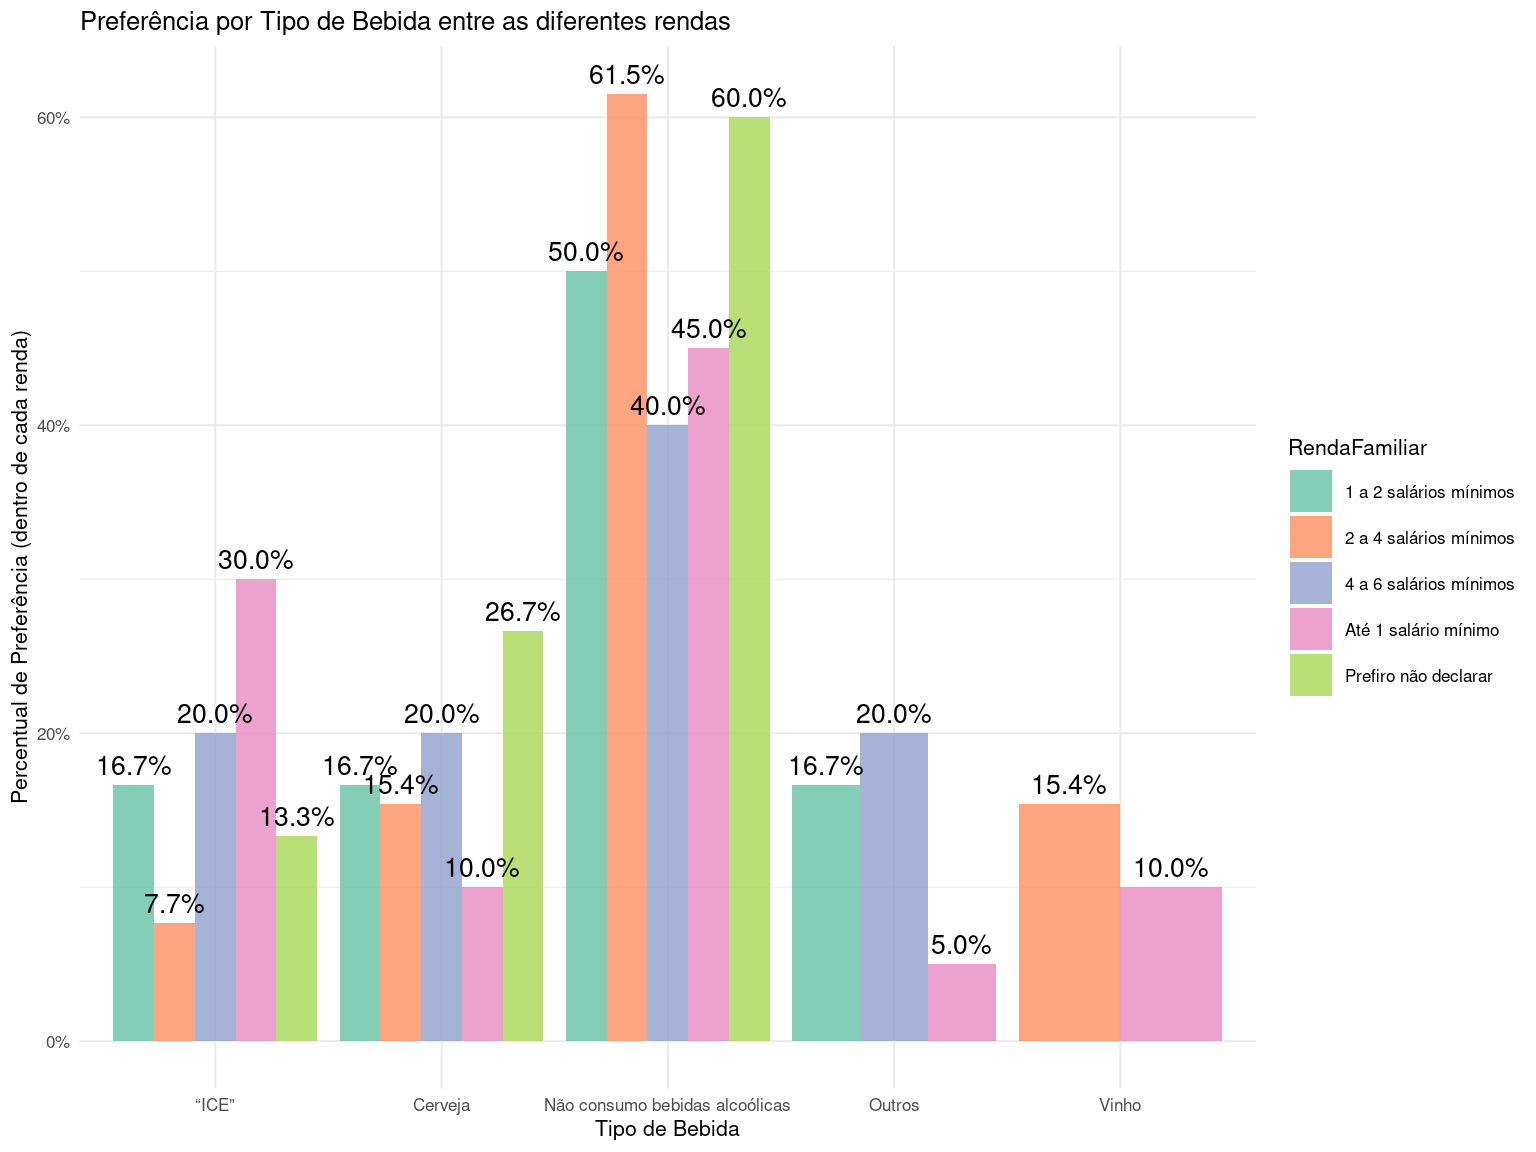 Preferência por Tipo de Bebida entre as diferentes rendas
Percentual de Preferência (dentro de cada renda)
60%
40%
20%
0%
16.7%
7.7%
20.0%
30.0%
13.3%
16.7%
15.4%
20.0%
10.0%
26.7%
50.0%
61.5%
40.0%
45.0%
60.0%
16.7%
20.0%
5.0%
15.4%
10.0%
“ICE”
Cerveja
Não consumo bebidas alcoólicas
Outros
Vinho
Tipo de Bebida
RendaFamiliar
1 a 2 salários mínimos
2 a 4 salários mínimos
4 a 6 salários mínimos
Até 1 salário mínimo
Prefiro não declarar